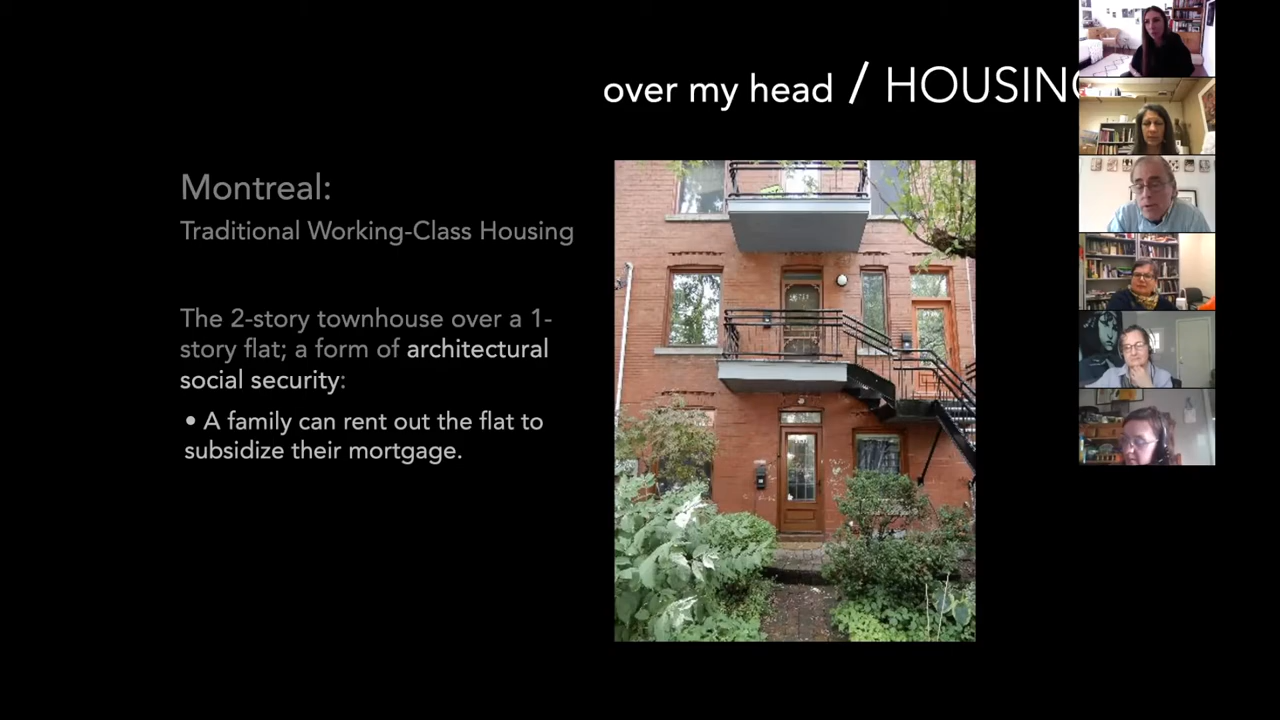 over my head / HOUSING
Montreal:
Traditional Working-Class Housing
The 2-story townhouse over a 1-
story flat; a form of architectural
social security:
• A family can rent out the flat to
subsidize their mortgage.